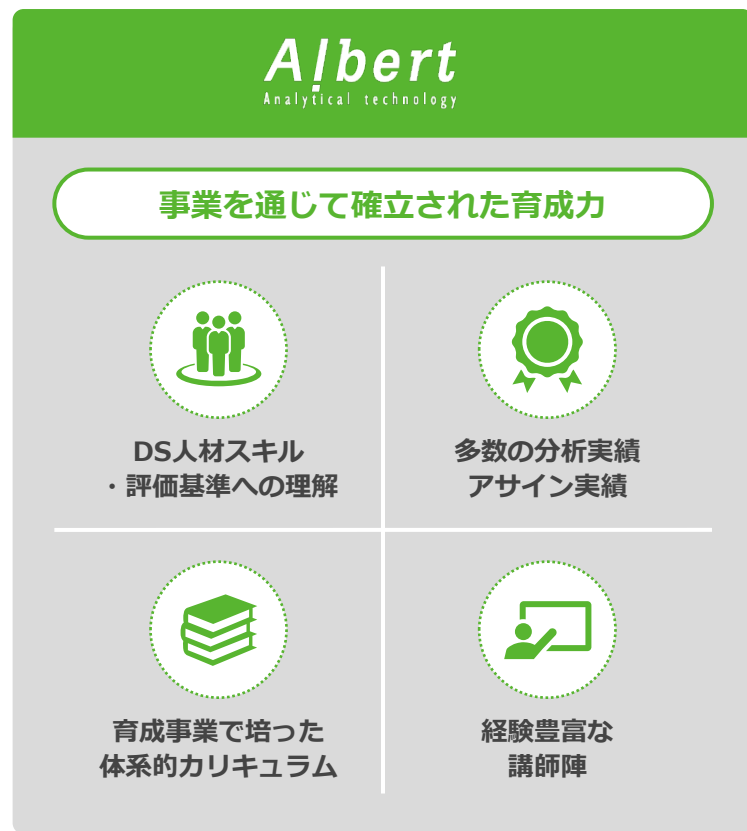 Albert
Analytical technology
事業を通じて確立された育成力
DS人材スキル
・評価基準への理解
多数の分析実績
アサイン実績
育成事業で培った
体系的カリキュラム
経験豊富な
講師陣